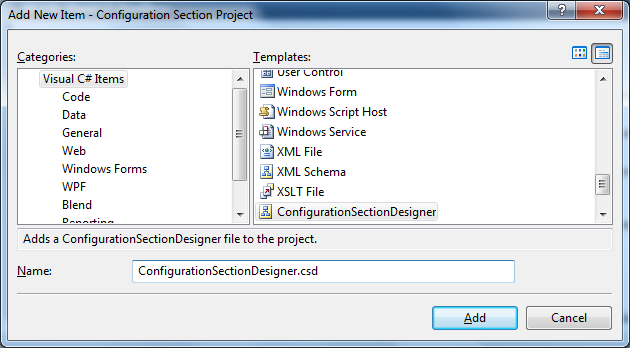 Add New Item - Configuration Section Project
Categories:
Templates:
Visual C# Items
Code
Data
General
Web
Windows Forms
WPF
Blend
Reporting
User Control
Windows Form
Windows Script Host
Windows Service
XML File
XML Schema
XSLT File
ConfigurationSectionDesigner
Adds a ConfigurationSectionDesigner file to the project.
Name:
ConfigurationSectionDesigner.csd
Add
Cancel